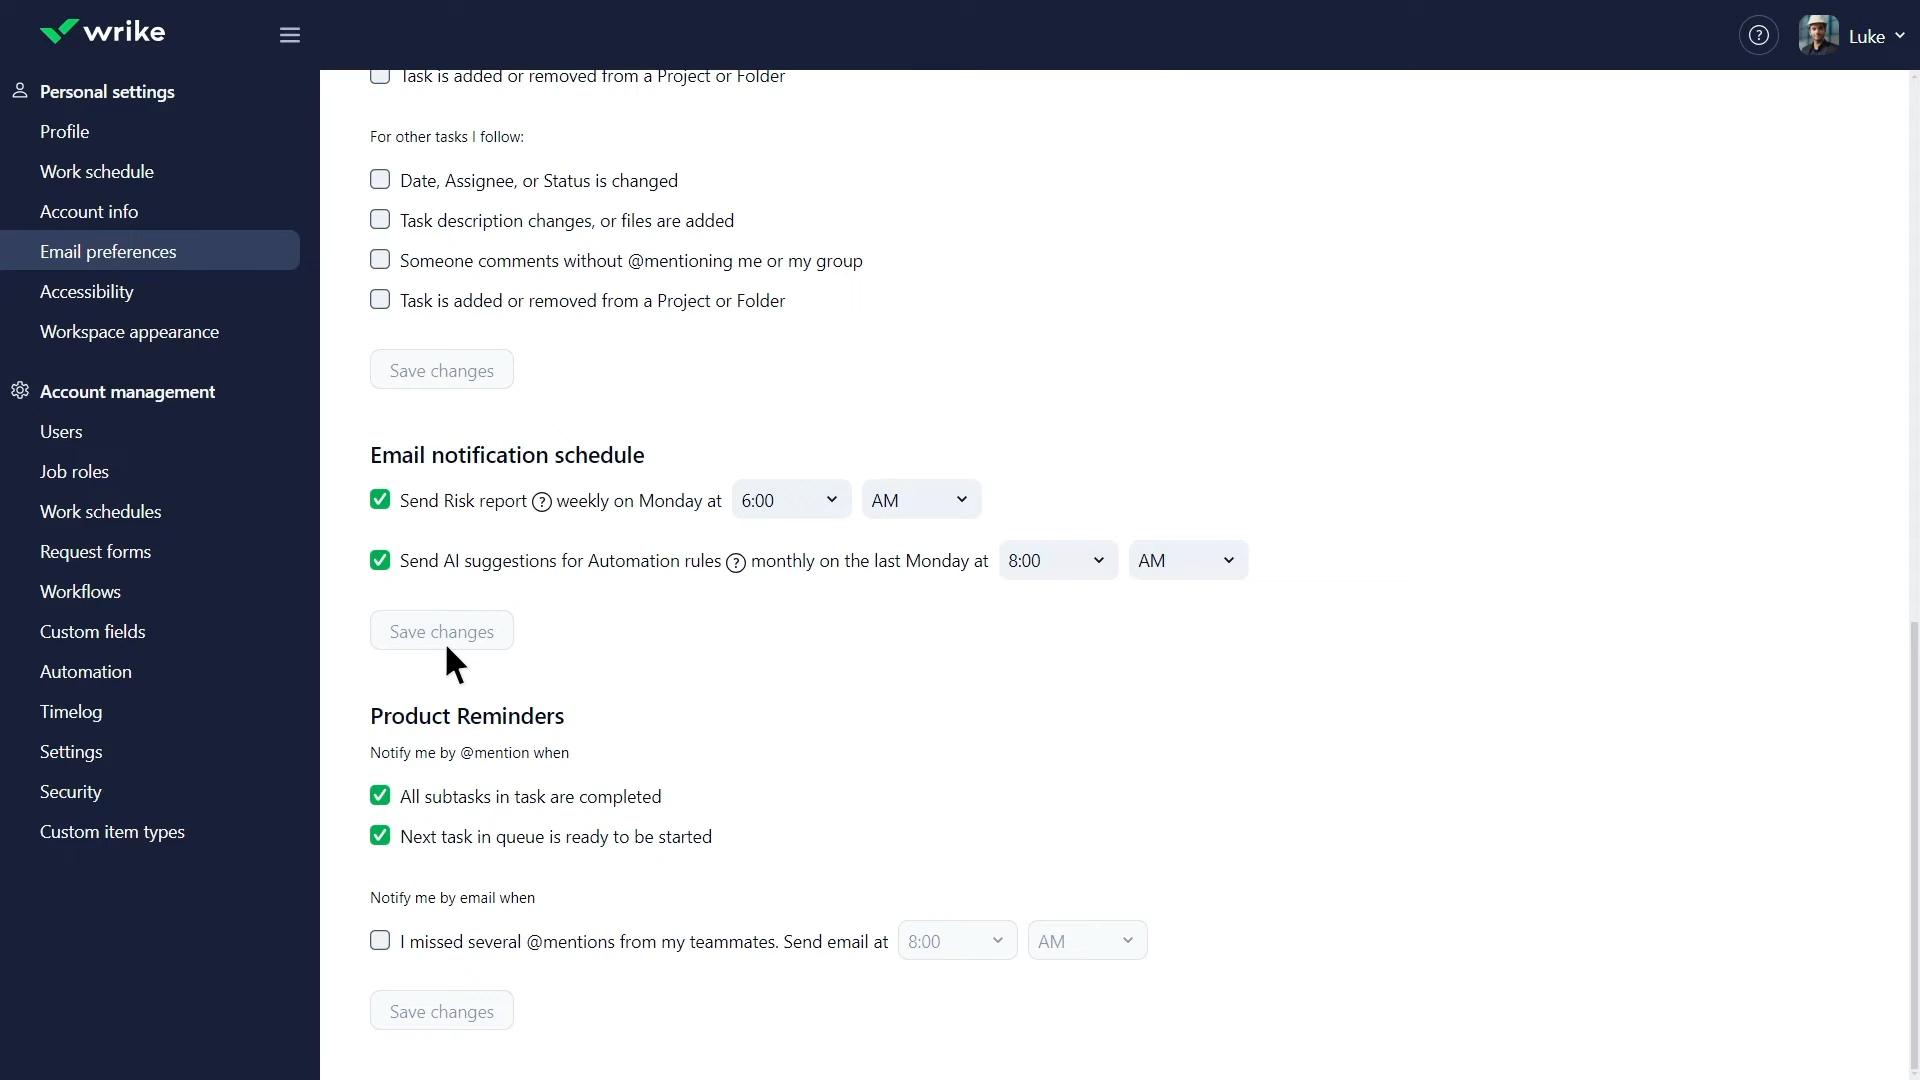 wrike
Luke
Personal settings
Profile
Work schedule
Account info
Email preferences
Accessibility
Workspace appearance
Account management
Users
Job roles
Work schedules
Request forms
Workflows
Custom fields
Automation
Timelog
Settings
Security
Custom item types
Task is added or removed from a Project or Folder
For other tasks I follow:
Date, Assignee, or Status is changed
Task description changes, or files are added
Someone comments without @mentioning me or my group
Task is added or removed from a Project or Folder
Save changes
Email notification schedule
Send Risk report ? weekly on Monday at 6:00 AM
Send AI suggestions for Automation rules ? monthly on the last Monday at 8:00 AM
Save changes
Product Reminders
Notify me by @mention when
All subtasks in task are completed
Next task in queue is ready to be started
Notify me by email when
I missed several @mentions from my teammates. Send email at 8:00 AM
Save changes